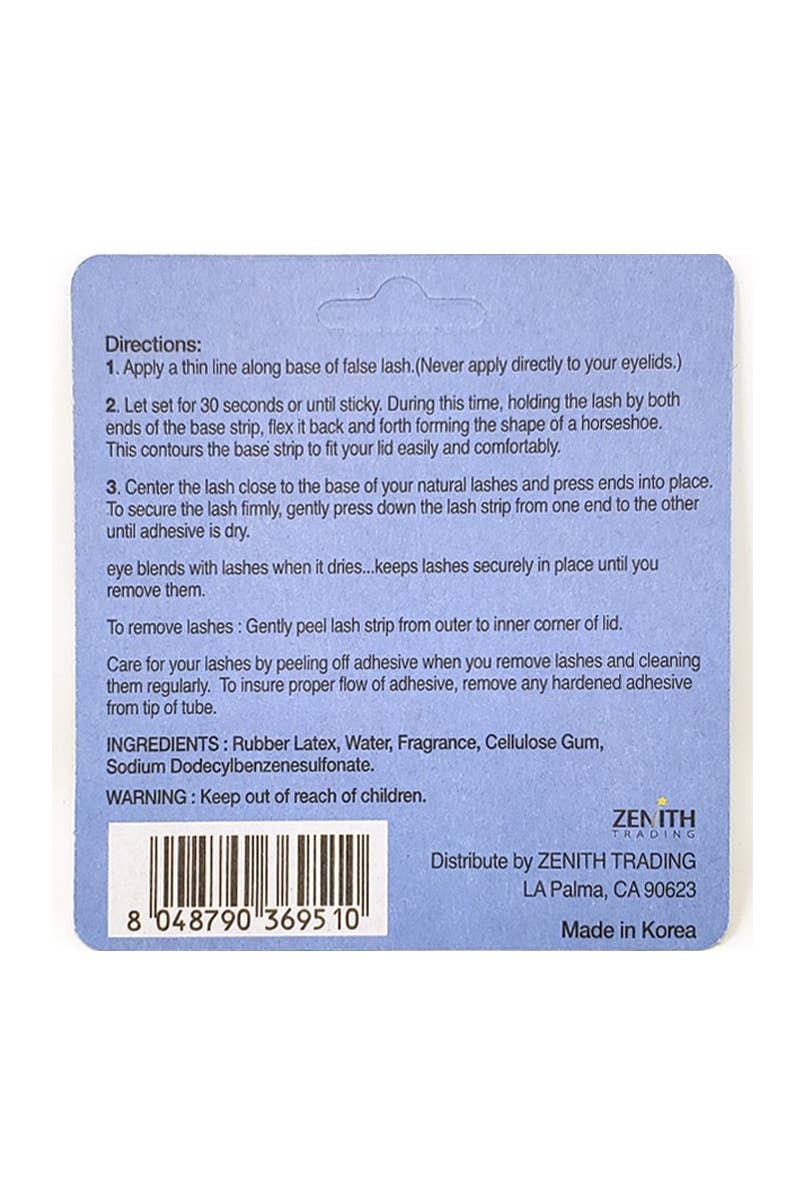 Directions:
1. Apply a thin line along base of false lash.(Never apply directly to your eyelids.)
2. Let set for 30 seconds or until sticky. During this time, holding the lash by both
ends of the base strip, flex it back and forth forming the shape of a horseshoe.
This contours the base strip to fit your lid easily and comfortably.
3. Center the lash close to the base of your natural lashes and press ends into place.
To secure the lash firmly, gently press down the lash strip from one end to the other
until adhesive is dry.
eye blends with lashes when it dries...keeps lashes securely in place until you
remove them.
To remove lashes : Gently peel lash strip from outer to inner corner of lid.
Care for your lashes by peeling off adhesive when you remove lashes and cleaning
them regularly. To insure proper flow of adhesive, remove any hardened adhesive
from tip of tube.
INGREDIENTS : Rubber Latex, Water, Fragrance, Cellulose Gum,
Sodium Dodecylbenzenesulfonate.
WARNING : Keep out of reach of children.
ZENITH
TRADING
Distribute by ZENITH TRADING
LA Palma, CA 90623
Made in Korea
8 048790 369510